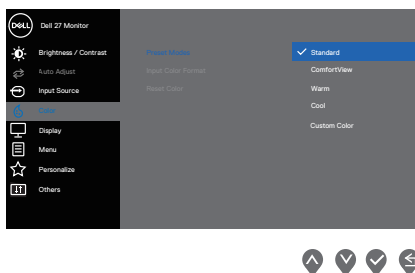 DELL
Dell 27 Monitor
Brightness / Contrast
Auto Adjust
Input Source
Color
Display
Menu
Personalize
Others
Preset Modes
Input Color Format
Reset Color
Standard
ComfortView
Warm
Cool
Custom Color